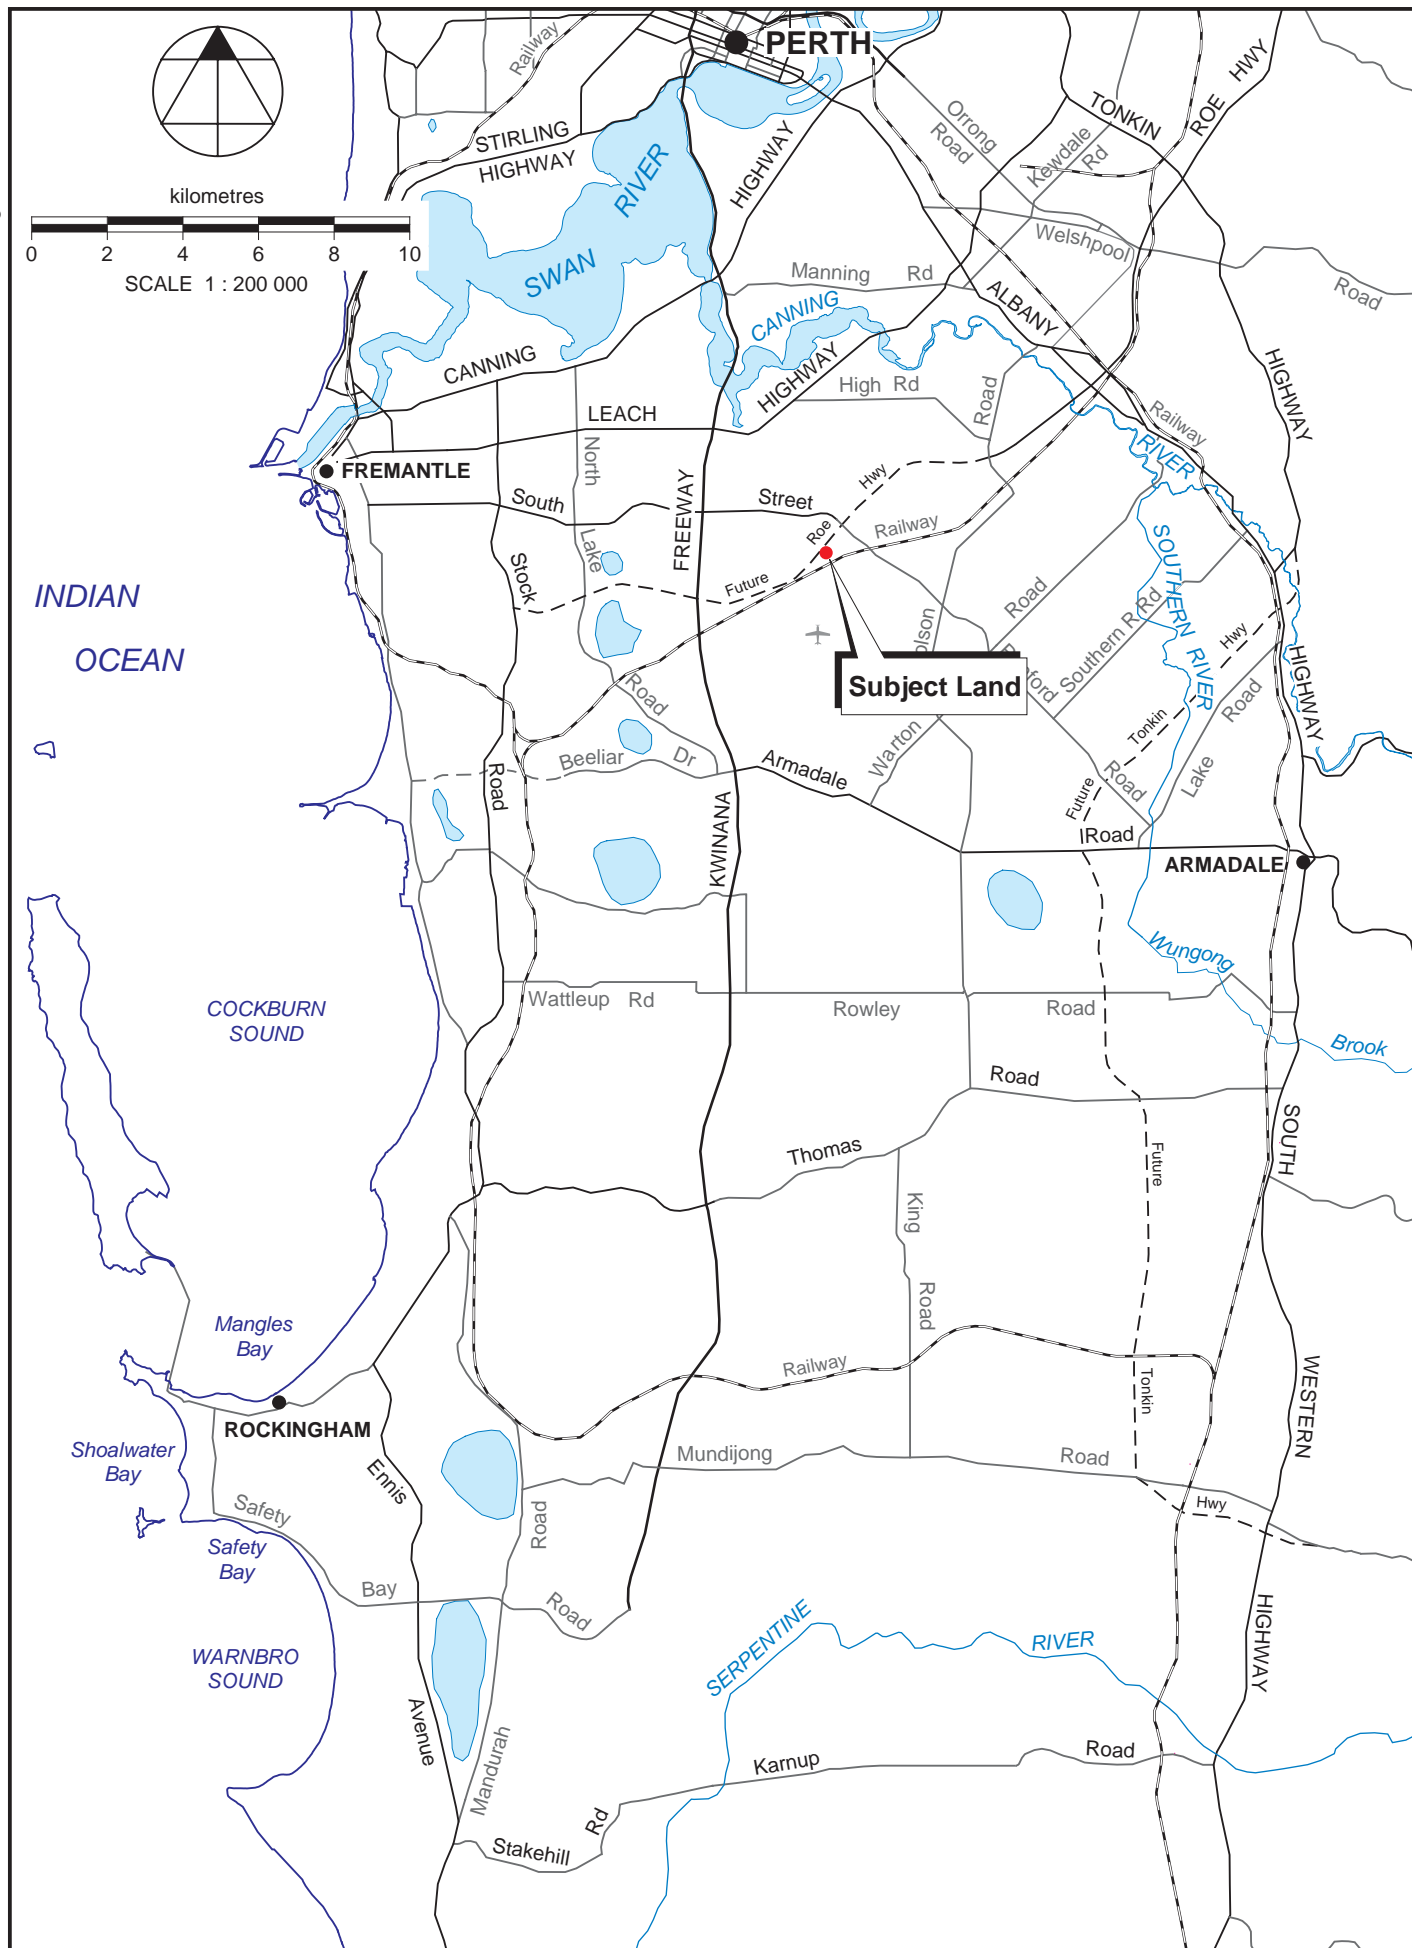 PERTH
Railway
STIRLING
HIGHWAY
kilometres
0 2 4 6 8 10
SCALE 1 : 200 000
SWAN
RIVER
HIGHWAY
Orrong
Road
Kewdale
Rd
TONKIN
ROE
HWY
Welshpool
Road
Manning Rd
CANNING
ALBANY
HIGHWAY
CANNING
HIGHWAY
High Rd
Road
LEACH
North
Lake
Road
FREMANTLE
South
Street
FREEWAY
Hwy
Roe
Future
Railway
Railway
RIVER
SOUTHERN
RIVER
Stock
Road
INDIAN
OCEAN
olson
Road
Southern R Rd
ford
Hwy
Tonkin
Future
HIGHWAY
Subject Land
Warton
Road
Lake
Road
Beeliar Dr
Armadale
Road
KWINANA
ARMADALE
Wungong
Brook
COCKBURN
SOUND
Wattleup Rd
Rowley
Road
Road
Thomas
SOUTH
Future
King
Road
Mangles
Bay
Railway
Tonkin
WESTERN
ROCKINGHAM
Shoalwater
Bay
Ennis
Mundijong
Road
Hwy
Safety
Safety
Bay
Road
Bay
Road
SERPENTINE
RIVER
HIGHWAY
WARNBRO
SOUND
Avenue
Mandurah
Karnup
Road
Stakehill
Rd